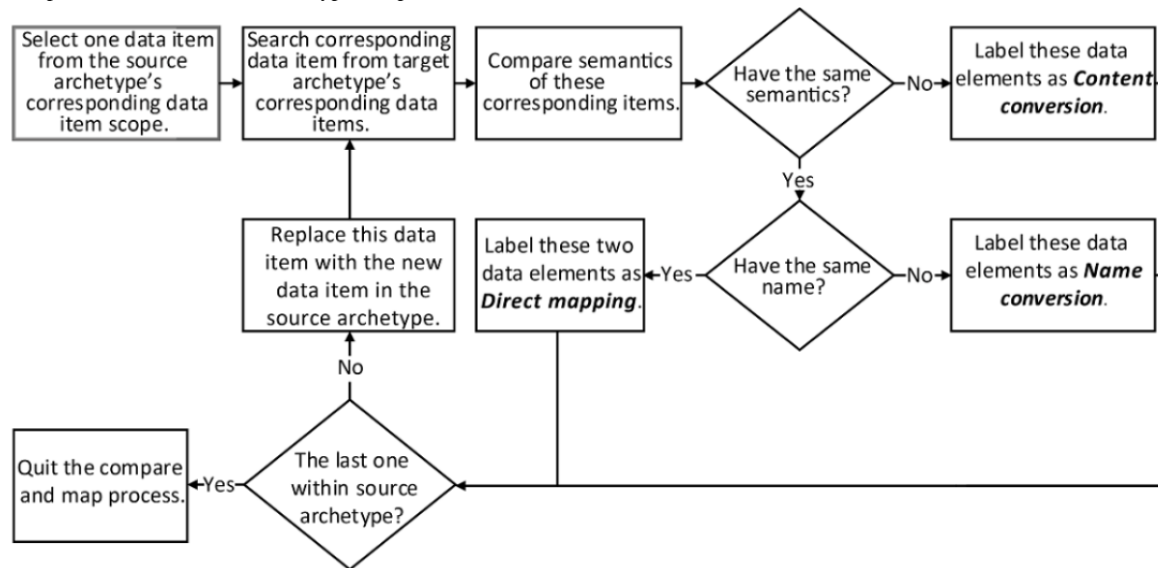 Select one data item
from the source
archetype's
corresponding data
item scope.
Search corresponding
data item from target
archetype's
corresponding data
items.
Compare semantics
of these
corresponding items.
Have the same
semantics?
No
Label these data
elements as Content
conversion.
Yes
Replace this data
item with the new
data item in the
source archetype.
Label these two
data elements as
Direct mapping.
Yes
Have the same
name?
No
Label these data
elements as Name
conversion.
No
Quit the compare
and map process.
Yes
The last one
within source
archetype?